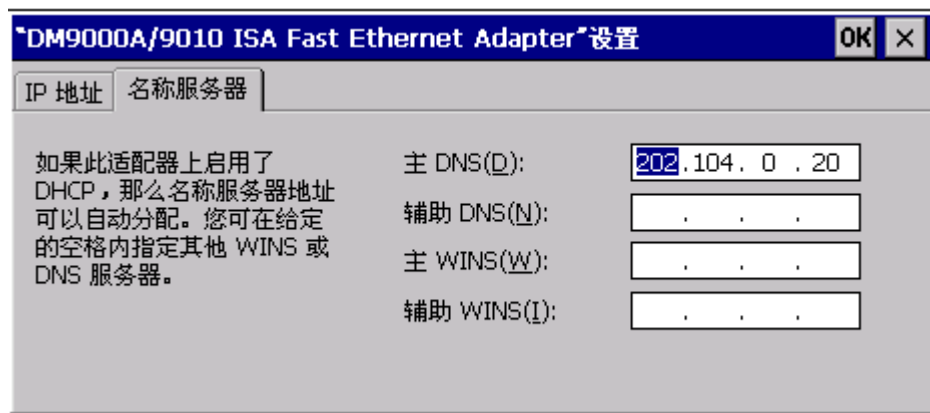 "DM9000A/9010 ISA Fast Ethernet Adapter"设置 OK ×
IP 地址 名称服务器
如果此适配器上启用了
DHCP，那么名称服务器地址
可以自动分配。您可在给定
的空格内指定其他 WINS 或
DNS 服务器。
主 DNS(D): 202.104. 0 .20
辅助 DNS(N): . . .
主 WINS(W): . . .
辅助 WINS(I): . . .